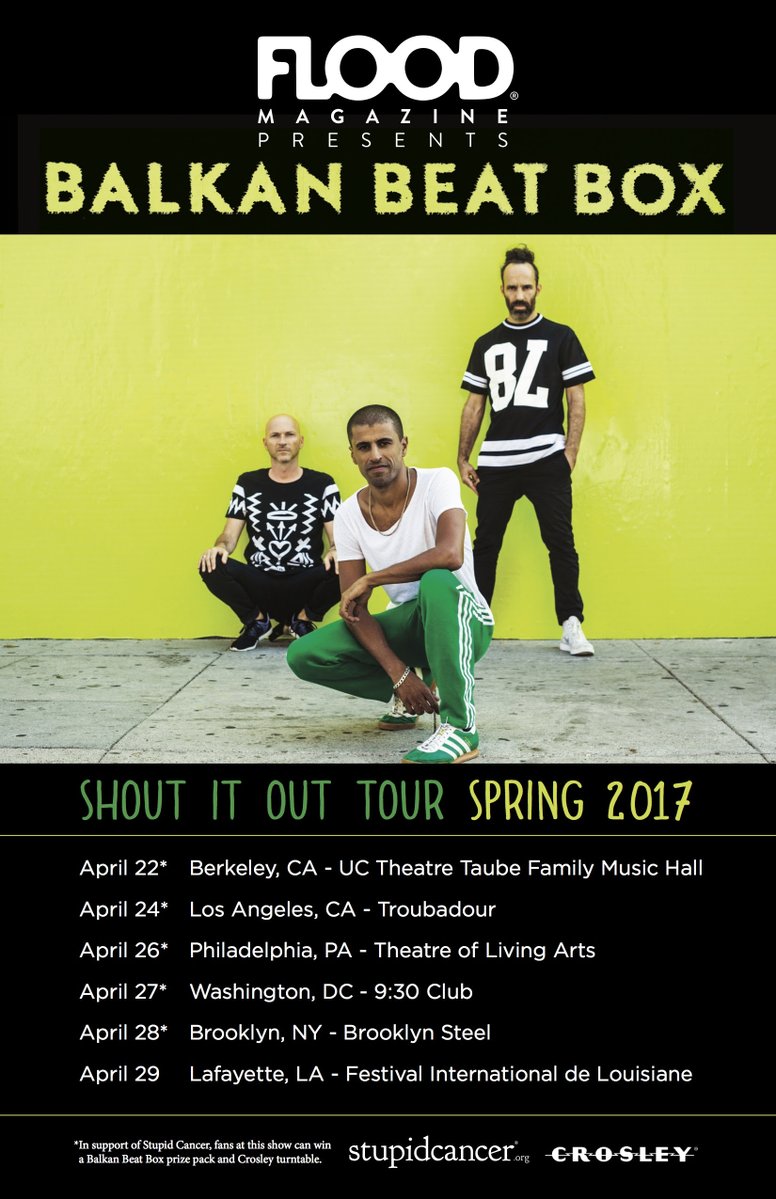 FLOOD®
MAGAZINE
PRESENTS
BALKAN BEAT BOX
78
SHOUT IT OUT TOUR SPRING 2017
April 22* Berkeley, CA - UC Theatre Taube Family Music Hall
April 24* Los Angeles, CA - Troubadour
April 26* Philadelphia, PA - Theatre of Living Arts
April 27* Washington, DC - 9:30 Club
April 28* Brooklyn, NY - Brooklyn Steel
April 29 Lafayette, LA - Festival International de Louisiane
*In support of Stupid Cancer, fans at this show can win
a Balkan Beat Box prize pack and Crosley turntable.
stupidcancer®.org
CROSLEY®